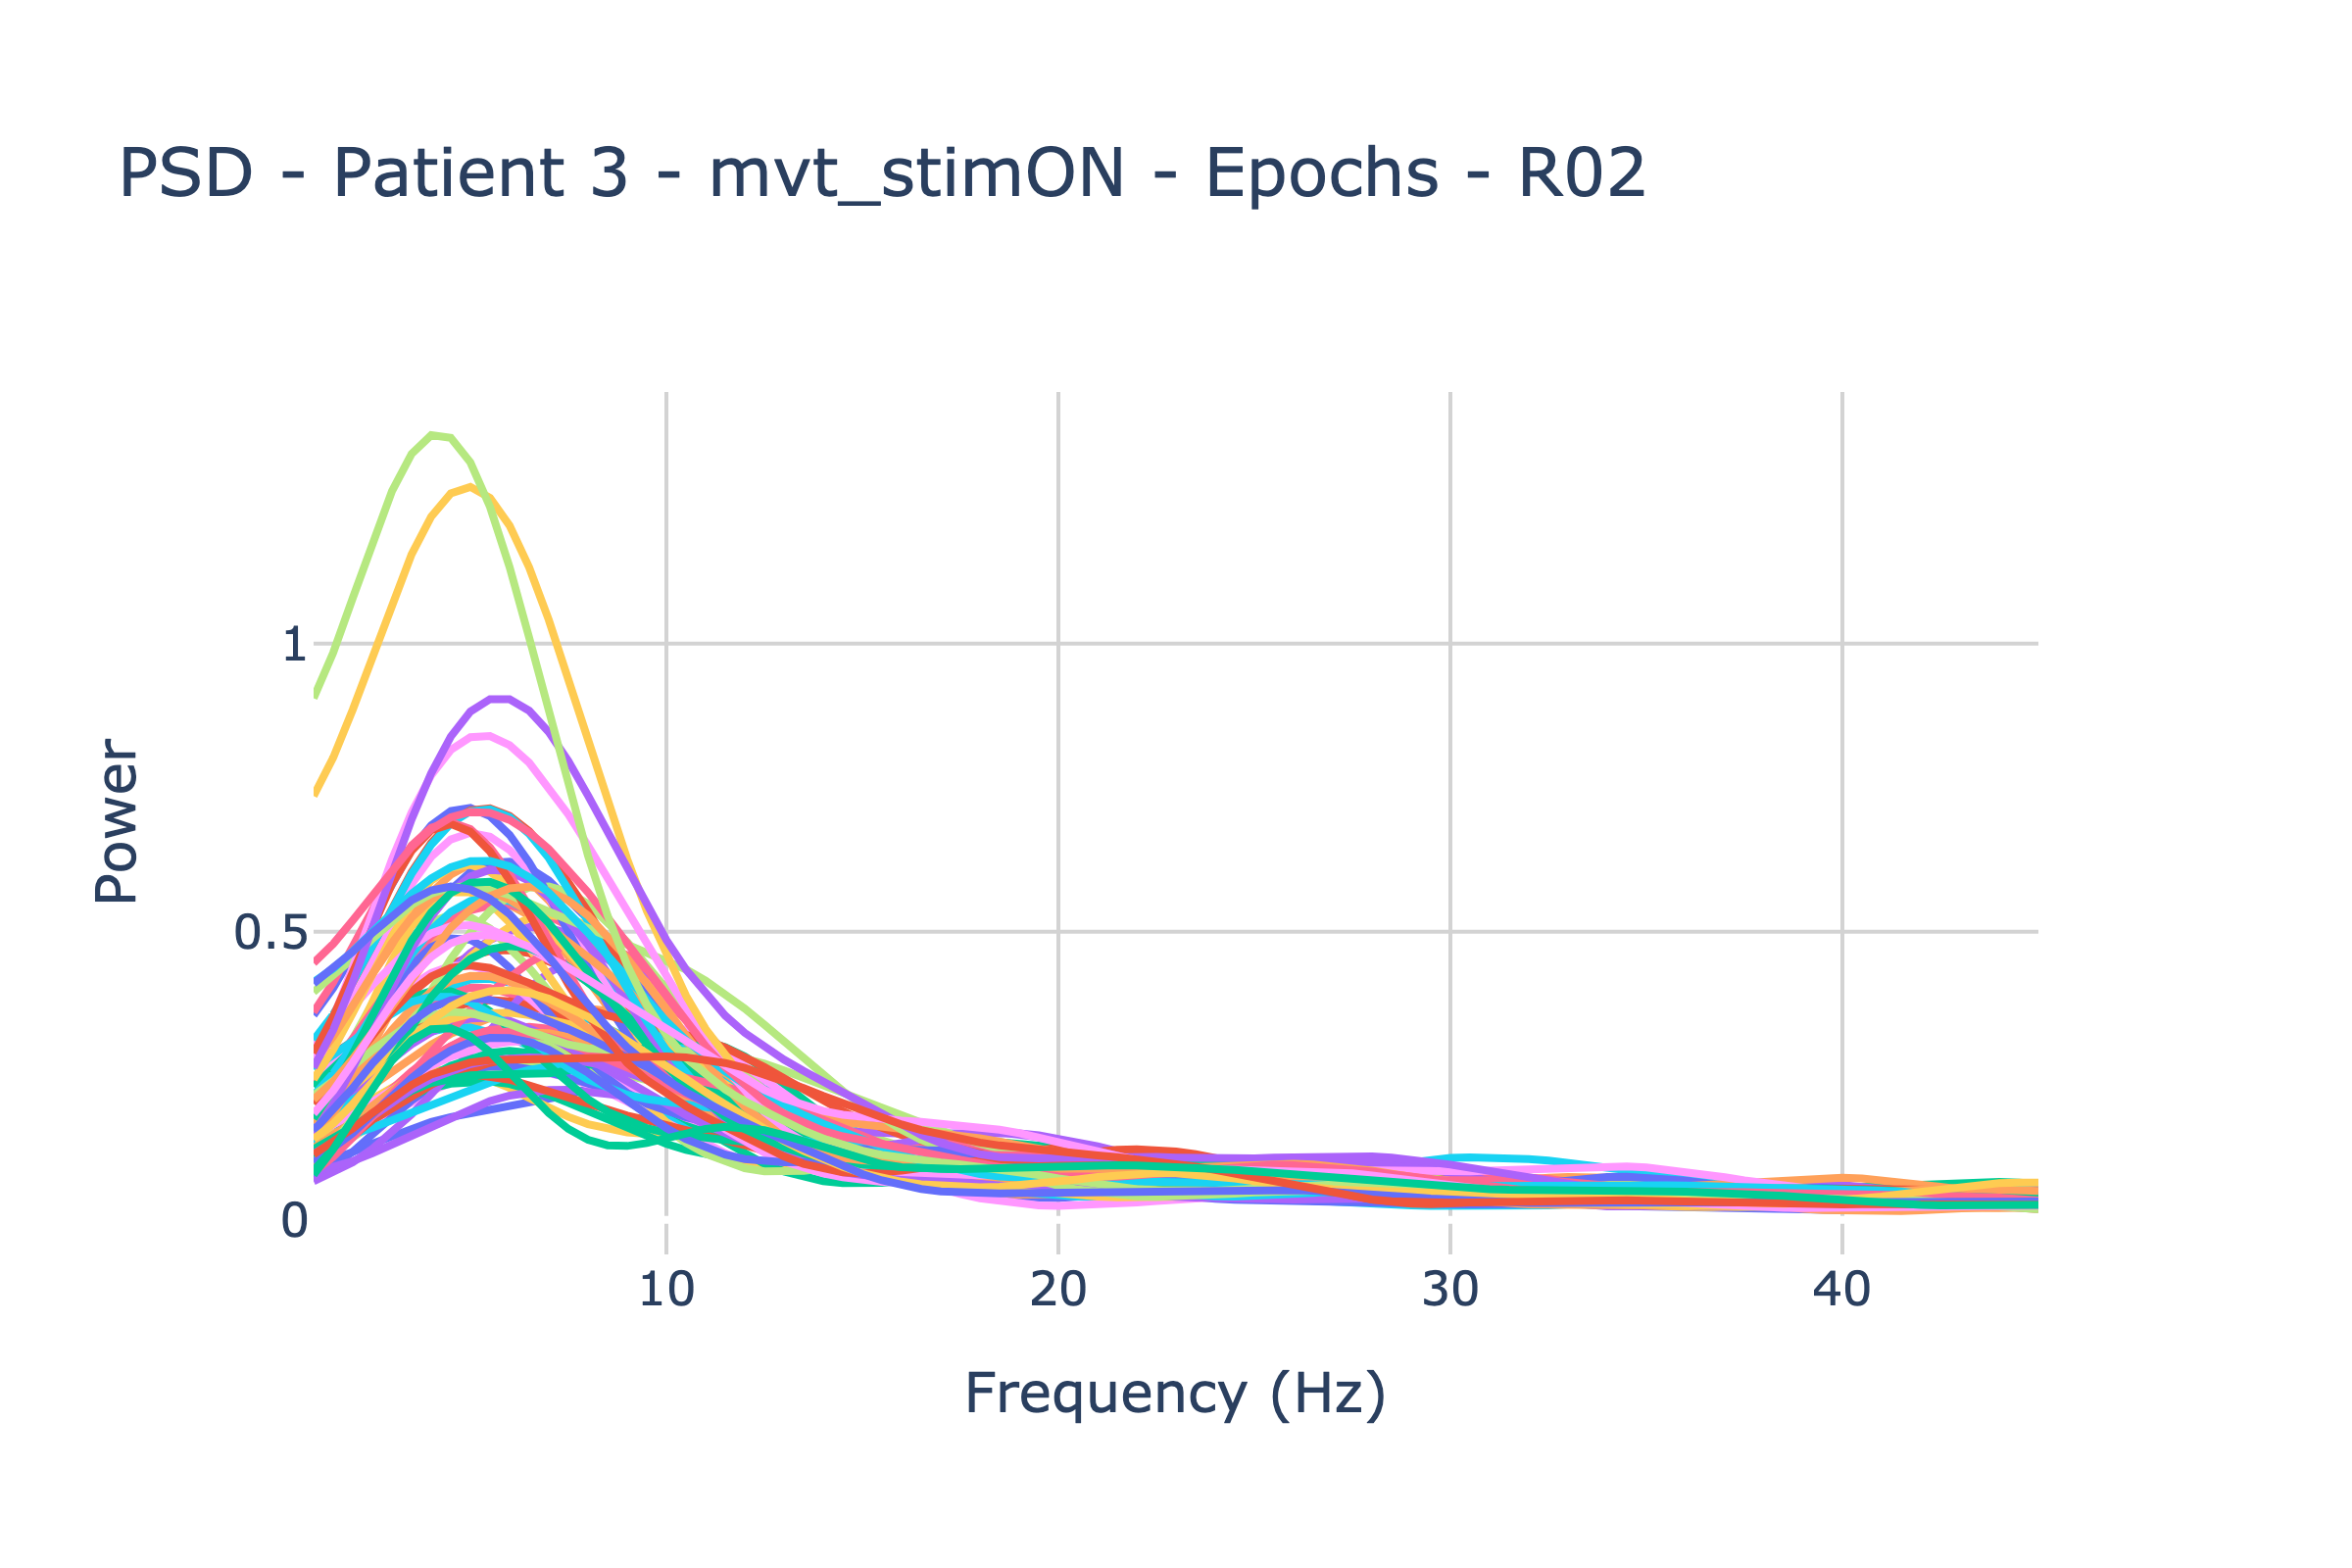 PSD - Patient 3 - mvt_stimON - Epochs - R02
1
0.5
0
Power
10 20 30 40
Frequency (Hz)